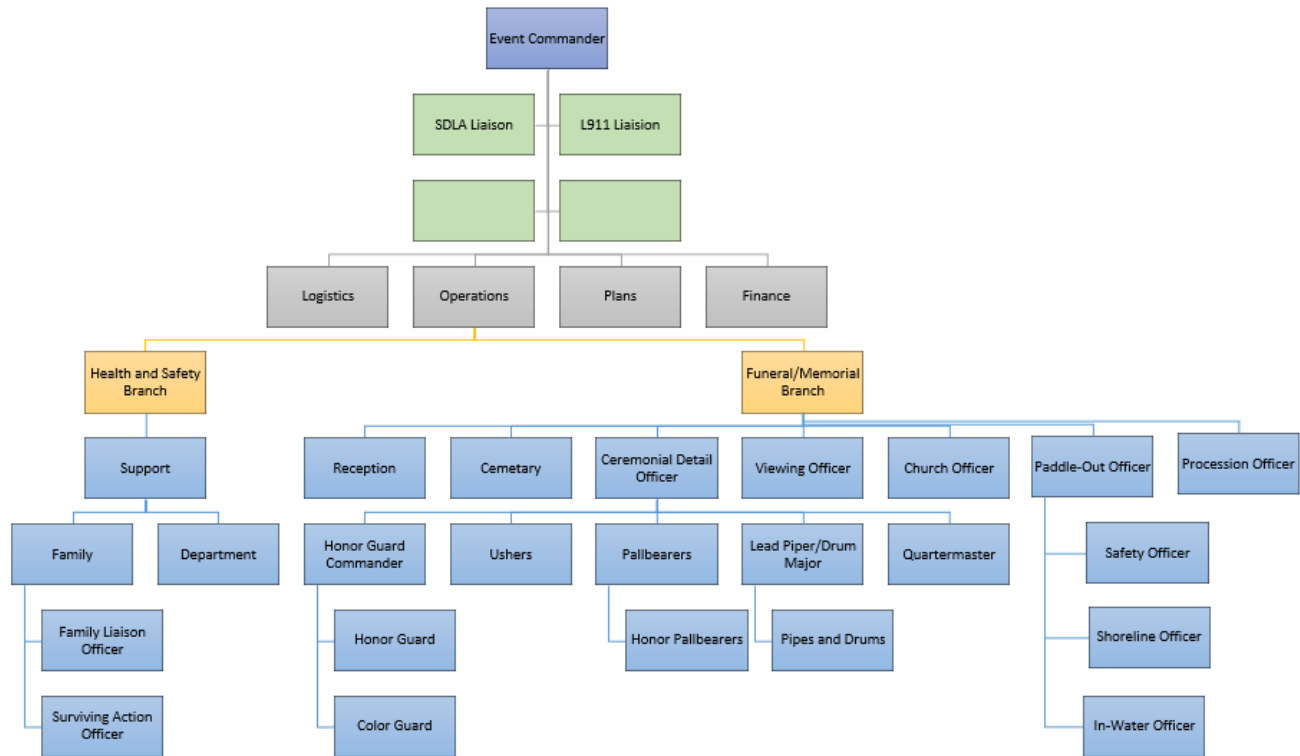 Event Commander
SDLA Liaison
L911 Liaision
Logistics
Operations
Plans
Finance
Health and Safety
Branch
Funeral/Memorial
Branch
Support
Reception
Cemetary
Ceremonial Detail
Officer
Viewing Officer
Church Officer
Paddle-Out Officer
Procession Officer
Family
Department
Honor Guard
Commander
Ushers
Pallbearers
Lead Piper/Drum
Major
Quartermaster
Safety Officer
Family Liaison
Officer
Honor Guard
Honor Pallbearers
Pipes and Drums
Shoreline Officer
Surviving Action
Officer
Color Guard
In-Water Officer